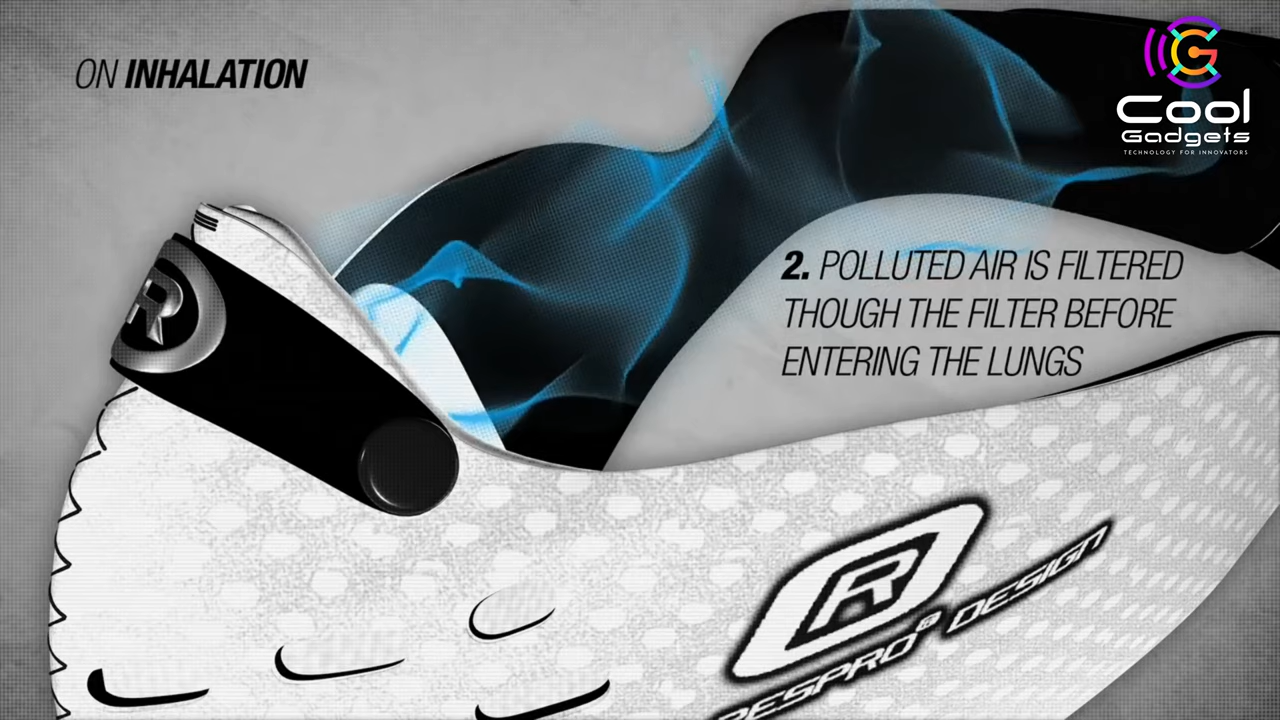 ON INHALATION
G
Cool
Gadgets
TECHNOLOGY FOR INNOVATORS
2. POLLUTED AIR IS FILTERED
THOUGH THE FILTER BEFORE
ENTERING THE LUNGS
R
R
RESPRO® DESIGN